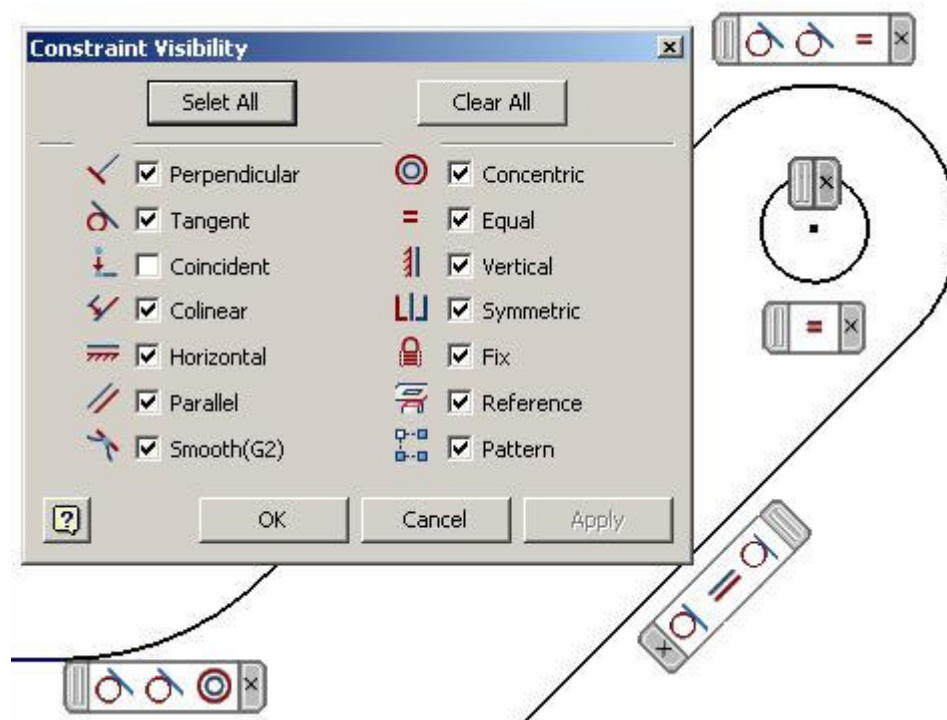 Constraint Visibility
Selet All Clear All
Perpendicular Concentric
Tangent Equal
Coincident Vertical
Colinear Symmetric
Horizontal Fix
Parallel Reference
Smooth(G2) Pattern
OK Cancel Apply